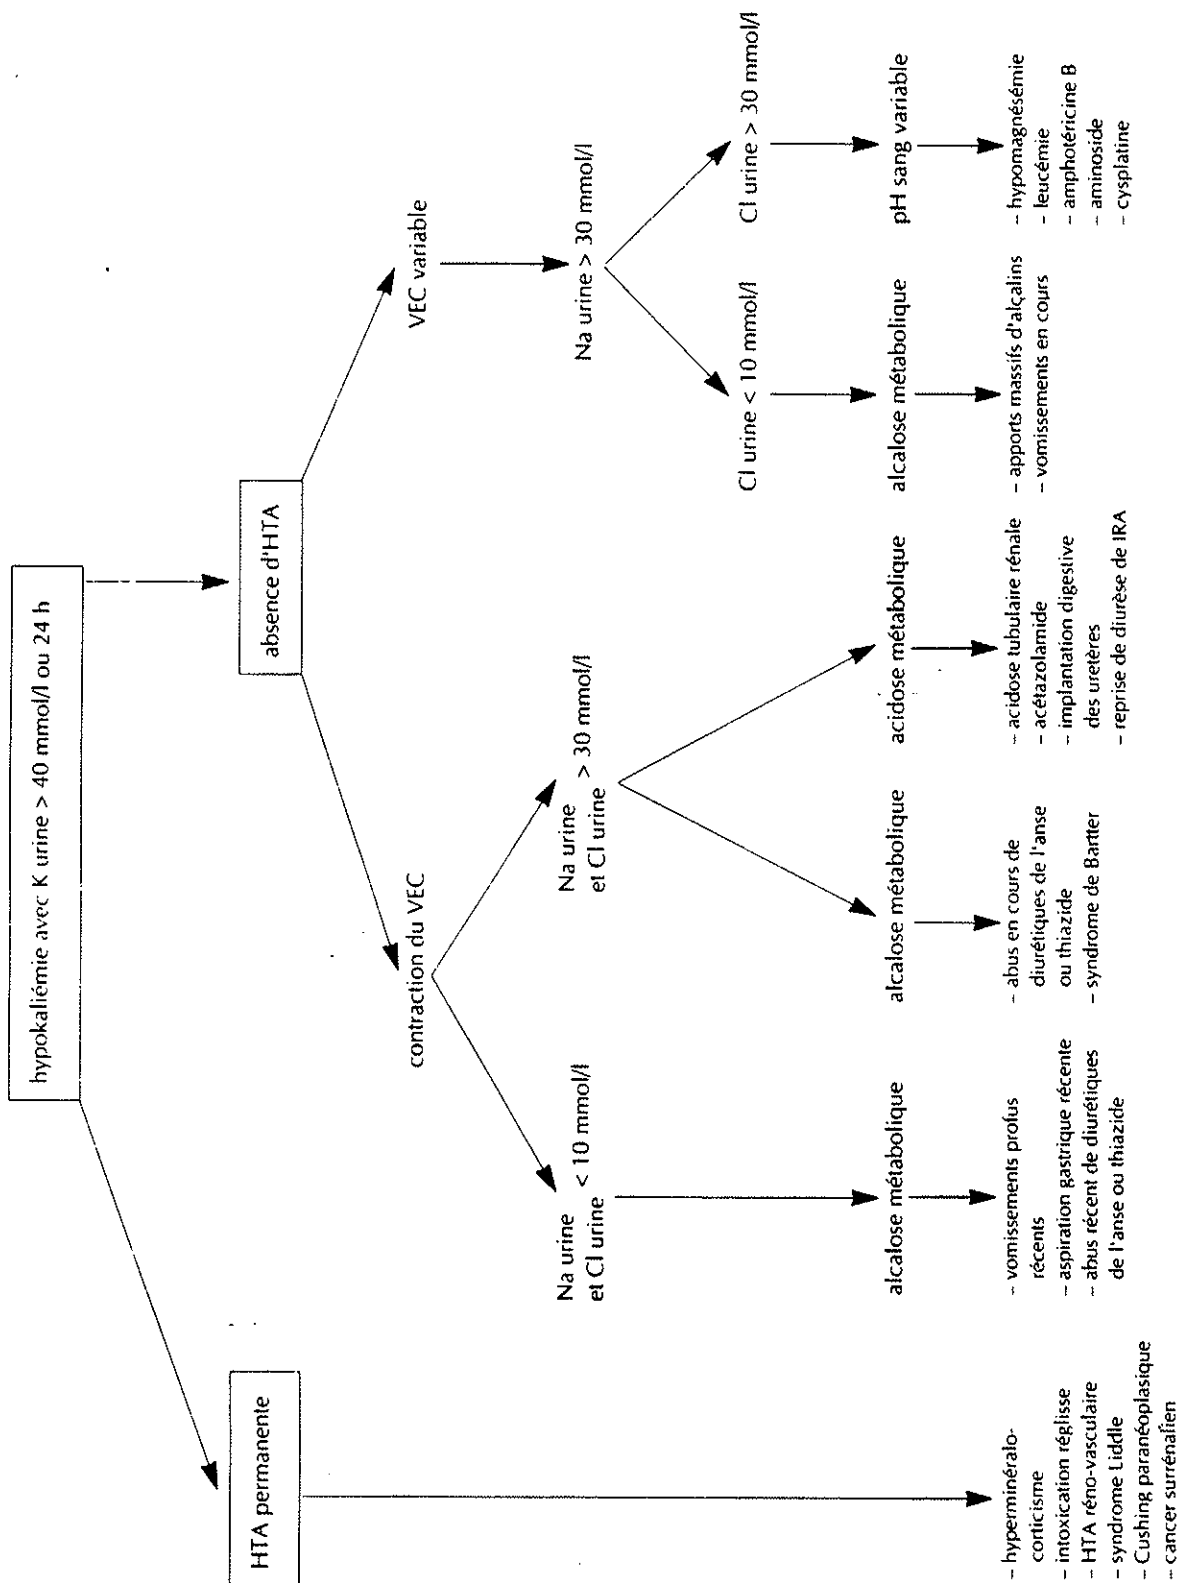 hypokaliémie avec K urine > 40 mmol/l ou 24 h
HTA permanente
absence d'HTA
contraction du VEC
VEC variable
Na urine
et Cl urine
< 10 mmol/l
Na urine
et Cl urine
> 30 mmol/l
Na urine > 30 mmol/l
Cl urine < 10 mmol/l
Cl urine > 30 mmol/l
alcalose métabolique
alcalose métabolique
acidose métabolique
alcalose métabolique
pH sang variable
– hyperminéralo-
corticisme
– intoxication réglisse
– HTA réno-vasculaire
– syndrome Liddle
– Cushing paranéoplasique
– cancer surrénalien
– vomissements profus
récents
– aspiration gastrique récente
– abus récent de diurétiques
de l'anse ou thiazide
– abus en cours de
diurétiques de l'anse
ou thiazide
– syndrome de Bartter
– acidose tubulaire rénale
– acétazolamide
– implantation digestive
des uretères
– reprise de diurèse de IRA
– apports massifs d'alçalins
– vomissements en cours
– hypomagnésémie
– leucémie
– amphotéricine B
– aminoside
– cysplatine